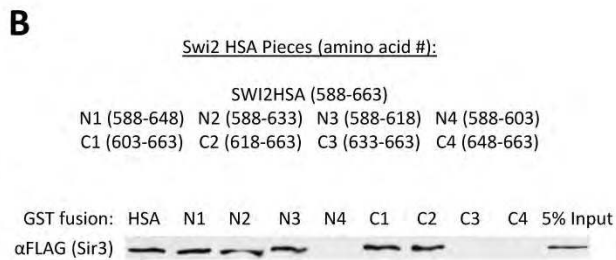 B
Swi2 HSA Pieces (amino acid #):
SWI2HSA (588-663)
N1 (588-648) N2 (588-633) N3 (588-618) N4 (588-603)
C1 (603-663) C2 (618-663) C3 (633-663) C4 (648-663)
GST fusion: HSA N1 N2 N3 N4 C1 C2 C3 C4 5% Input
αFLAG (Sir3)